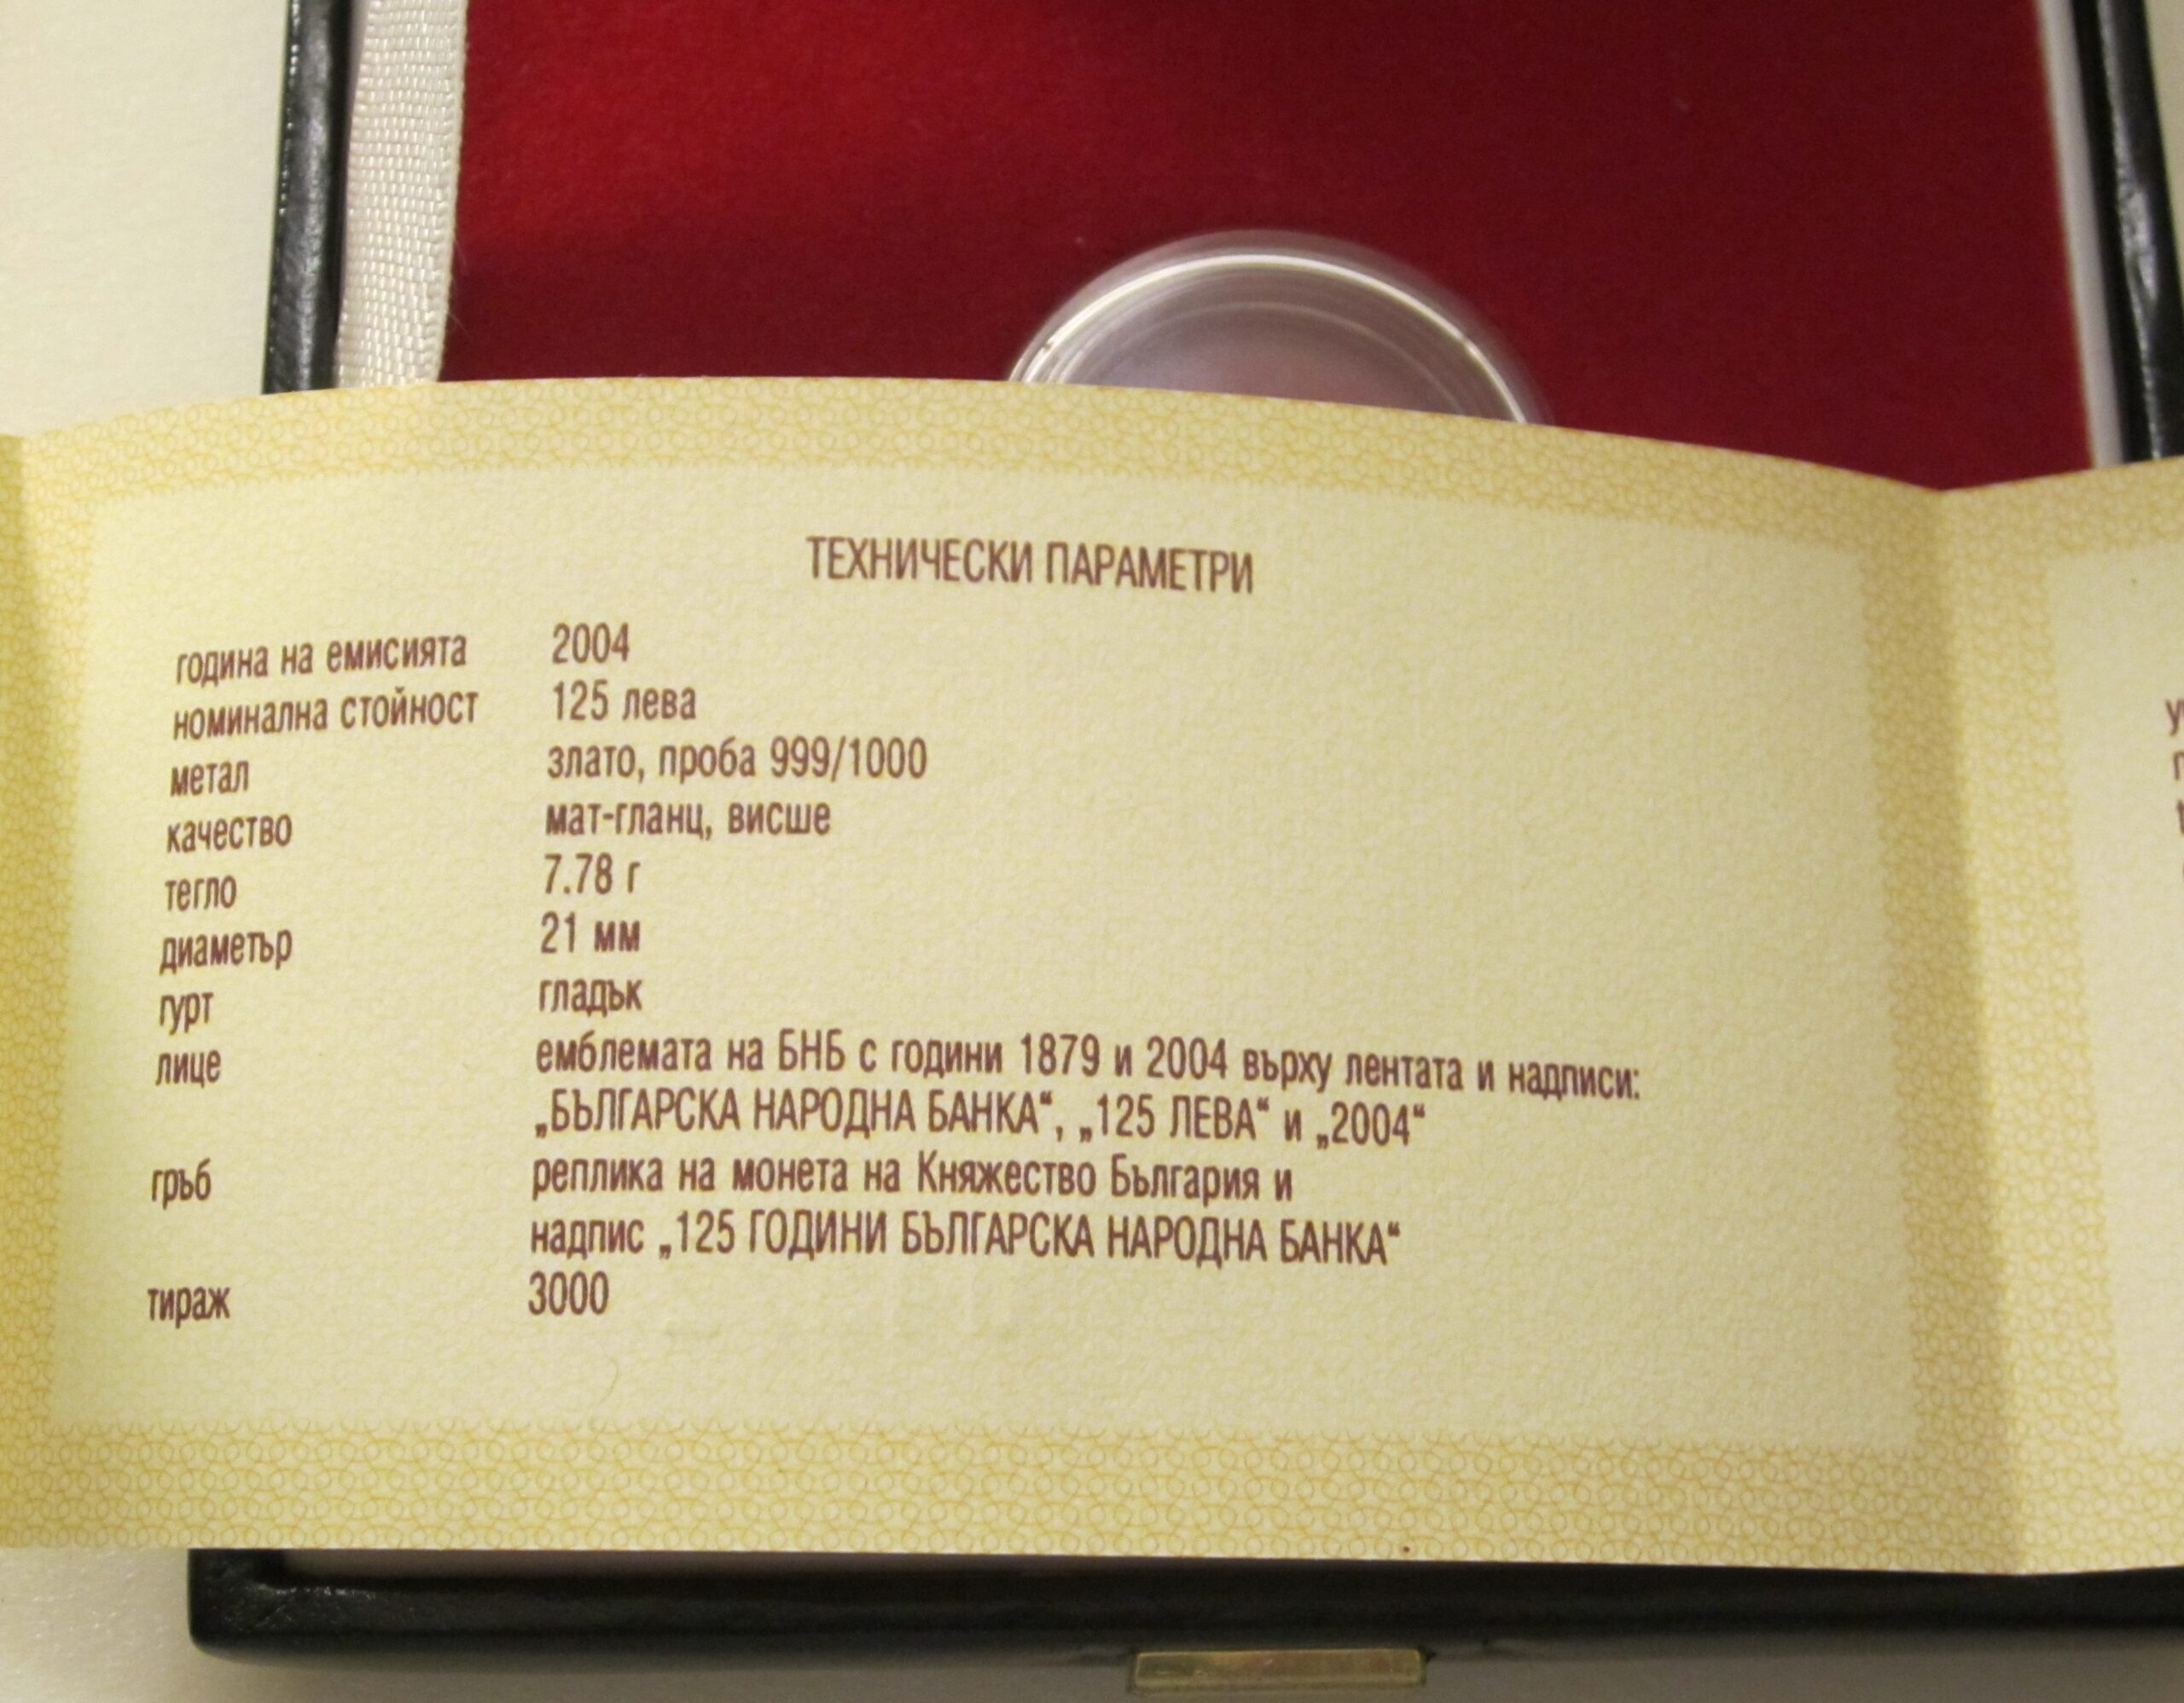 ТЕХНИЧЕСКИ ПАРАМЕТРИ
година на емисията 2004
номинална стойност 125 лева
метал злато, проба 999/1000
качество мат-гланц, висше
тегло 7.78 г
диаметър 21 мм
гурт гладък
лице емблемата на БНБ с години 1879 и 2004 върху лентата и надписи:
„БЪЛГАРСКА НАРОДНА БАНКА“, „125 ЛЕВА“ и „2004“
гръб реплика на монета на Княжество България и
надпис „125 ГОДИНИ БЪЛГАРСКА НАРОДНА БАНКА“
тираж 3000